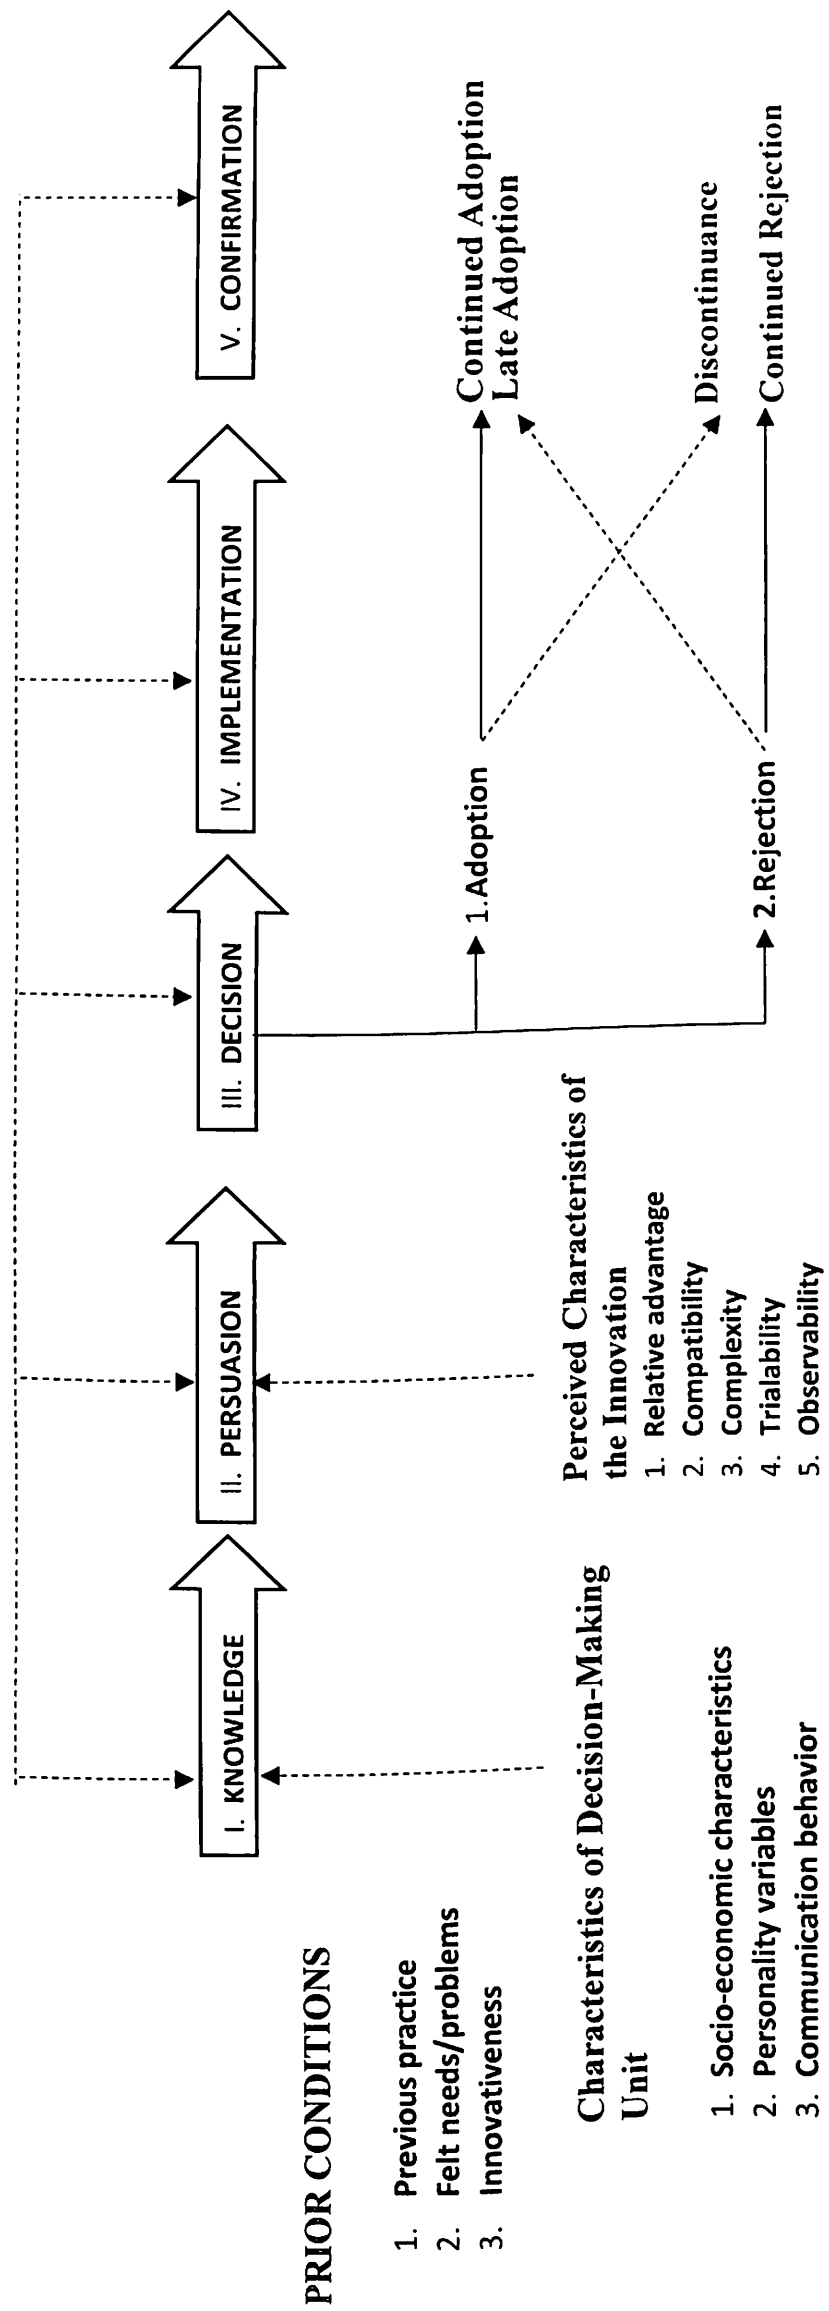 I. KNOWLEDGE
II. PERSUASION
III. DECISION
IV. IMPLEMENTATION
V. CONFIRMATION
PRIOR CONDITIONS
1. Previous practice
2. Felt needs/problems
3. Innovativeness
Characteristics of Decision-Making
Unit
1. Socio-economic characteristics
2. Personality variables
3. Communication behavior
Perceived Characteristics of
the Innovation
1. Relative advantage
2. Compatibility
3. Complexity
4. Trialability
5. Observability
1.Adoption
2.Rejection
Continued Adoption
Late Adoption
Discontinuance
Continued Rejection